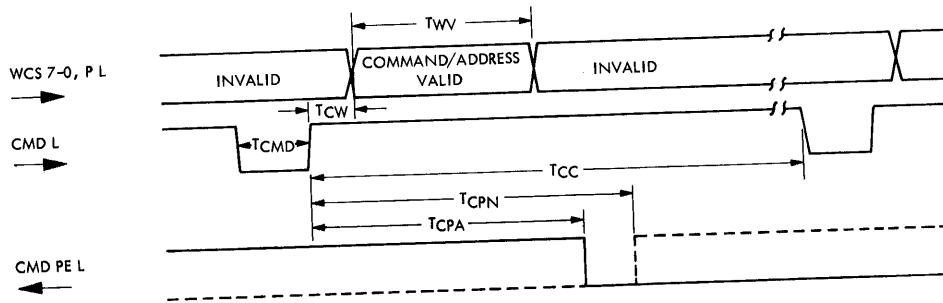 TWV
WCS 7-0, P L
INVALID
COMMAND/ADDRESS
VALID
INVALID
TCW
CMD L
TCMD
TCC
TCPN
TCPA
CMD PE L